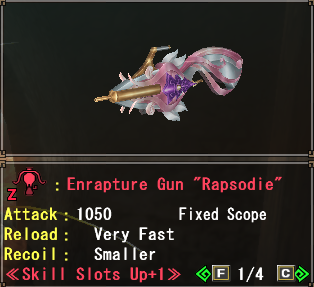 Z : Enrapture Gun "Rapsodie"
Attack: 1050 Fixed Scope
Reload: Very Fast
Recoil: Smaller
≪Skill Slots Up+1≫ F 1/4 C